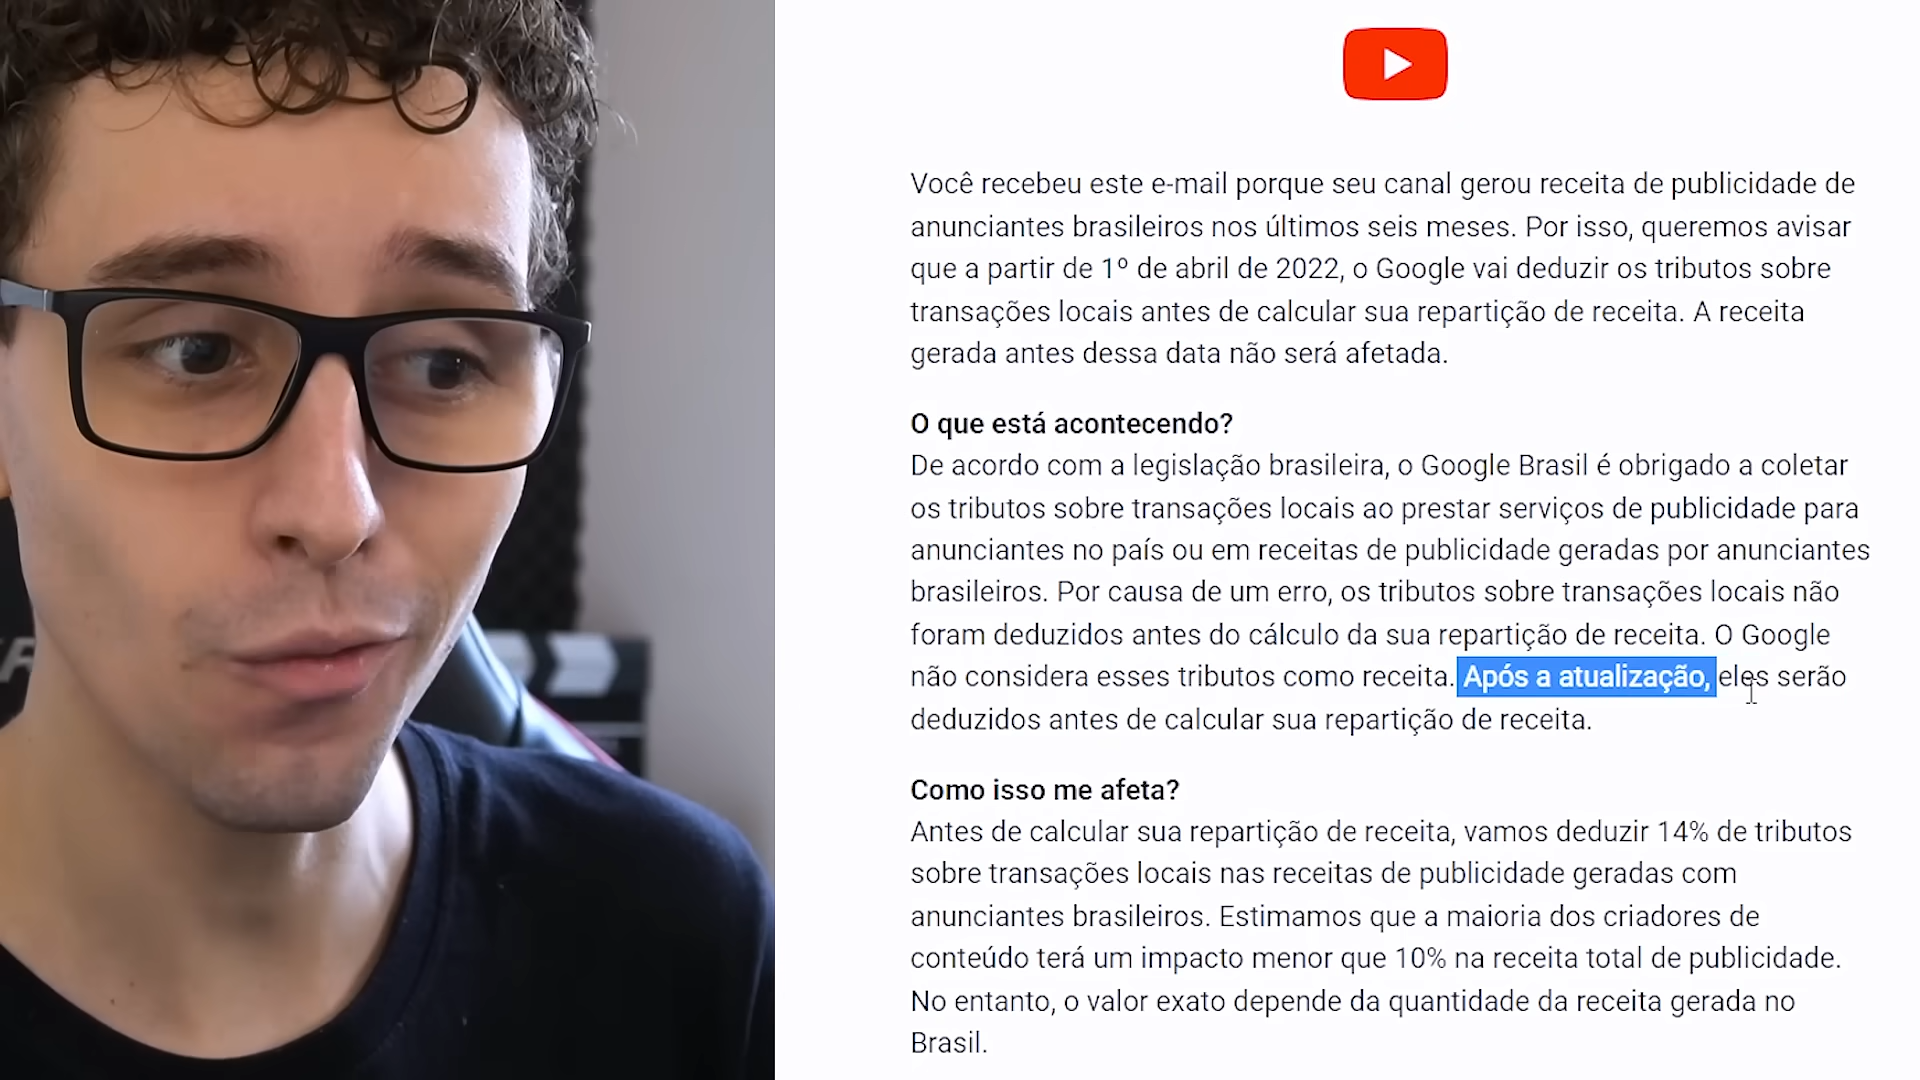 Você recebeu este e-mail porque seu canal gerou receita de publicidade de
anunciantes brasileiros nos últimos seis meses. Por isso, queremos avisar
que a partir de 1º de abril de 2022, o Google vai deduzir os tributos sobre
transações locais antes de calcular sua repartição de receita. A receita
gerada antes dessa data não será afetada.
O que está acontecendo?
De acordo com a legislação brasileira, o Google Brasil é obrigado a coletar
os tributos sobre transações locais ao prestar serviços de publicidade para
anunciantes no país ou em receitas de publicidade geradas por anunciantes
brasileiros. Por causa de um erro, os tributos sobre transações locais não
foram deduzidos antes do cálculo da sua repartição de receita. O Google
não considera esses tributos como receita. Após a atualização, eles serão
deduzidos antes de calcular sua repartição de receita.
Como isso me afeta?
Antes de calcular sua repartição de receita, vamos deduzir 14% de tributos
sobre transações locais nas receitas de publicidade geradas com
anunciantes brasileiros. Estimamos que a maioria dos criadores de
conteúdo terá um impacto menor que 10% na receita total de publicidade.
No entanto, o valor exato depende da quantidade da receita gerada no
Brasil.